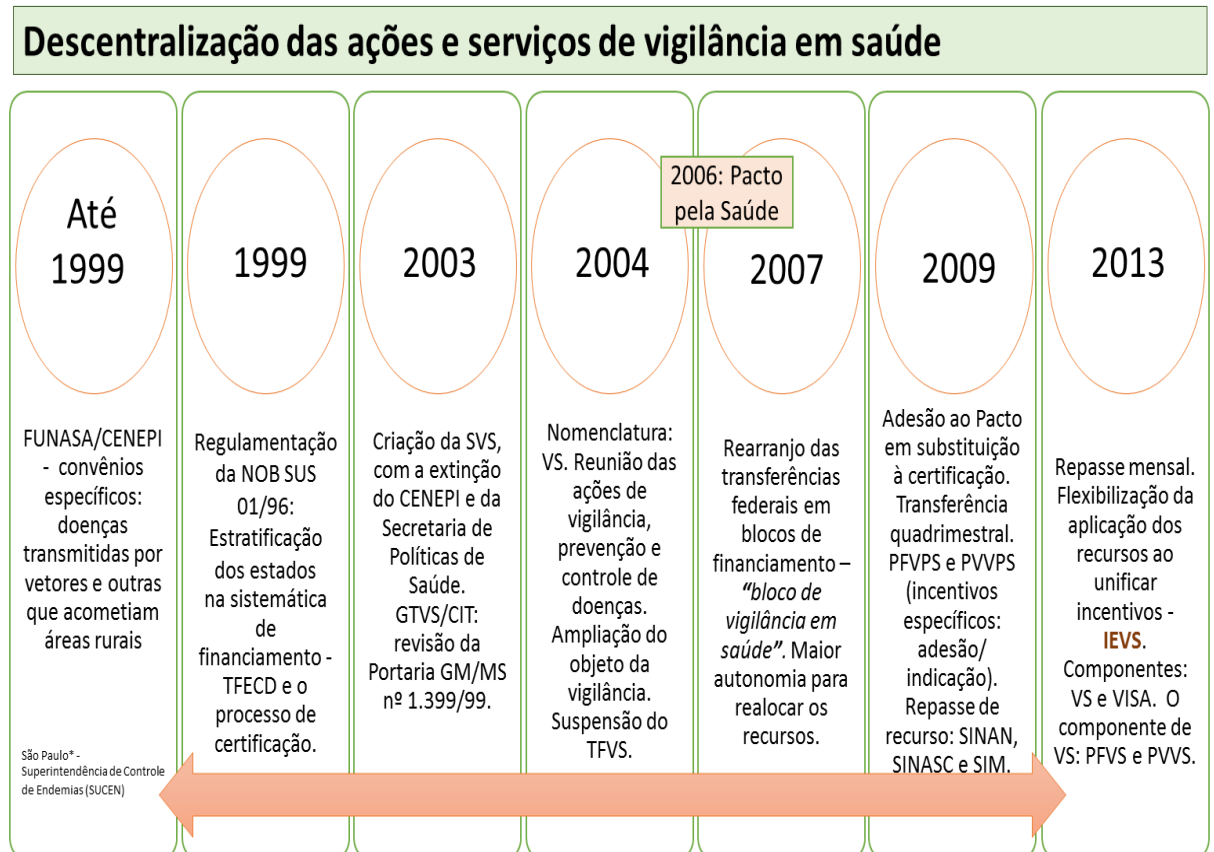 Descentralização das ações e serviços de vigilância em saúde
Até
1999
FUNASA/CENEPI
- convênios
específicos:
doenças
transmitidas por
vetores e outras
que acometiam
áreas rurais
São Paulo* -
Superintendência de Controle
de Endemias (SUCEN)
1999
Regulamentação
da NOB SUS
01/96:
Estratificação
dos estados
na sistemática
de
financiamento -
TFECD e o
processo de
certificação.
2003
Criação da SVS,
com a extinção
do CENEPI e da
Secretaria de
Políticas de
Saúde.
GTVS/CIT:
revisão da
Portaria GM/MS
nº 1.399/99.
2004
Nomenclatura:
VS. Reunião das
ações de
vigilância,
prevenção e
controle de
doenças.
Ampliação do
objeto da
vigilância.
Suspensão do
TFVS.
2006: Pacto
pela Saúde
2007
Rearranjo das
transferências
federais em
blocos de
financiamento –
“bloco de
vigilância em
saúde”. Maior
autonomia para
realocar os
recursos.
2009
Adesão ao Pacto
em substituição
à certificação.
Transferência
quadrimestral.
PFVPS e PVVPS
(incentivos
específicos:
adesão/
indicação).
Repasse de
recurso: SINAN,
SINASC e SIM.
2013
Repasse mensal.
Flexibilização da
aplicação dos
recursos ao
unificar
incentivos -
IEVS.
Componentes:
VS e VISA. O
componente de
VS: PFVS e PVVS.